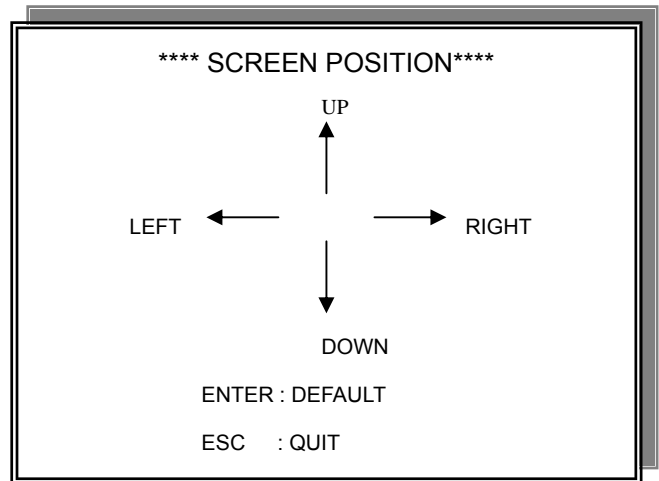 **** SCREEN POSITION****
UP
LEFT RIGHT
DOWN
ENTER : DEFAULT
ESC : QUIT